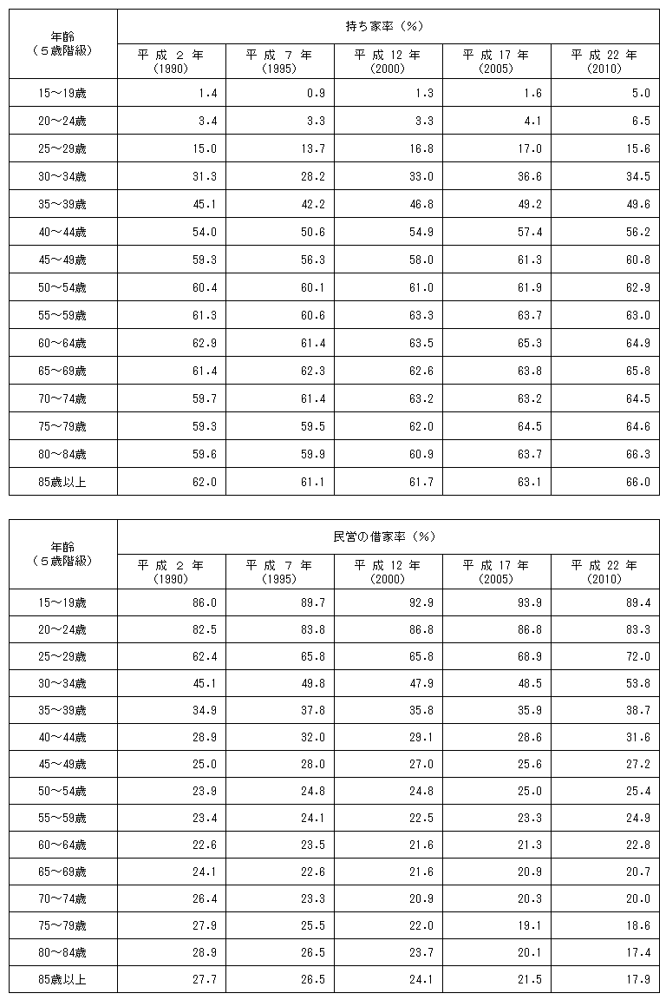 年齢
（５歳階級）
持ち家率（％）
平 成 ２ 年
(1990)
平 成 ７ 年
(1995)
平 成 12 年
(2000)
平 成 17 年
(2005)
平 成 22 年
(2010)
15～19歳 1.4 0.9 1.3 1.6 5.0
20～24歳 3.4 3.3 3.3 4.1 6.5
25～29歳 15.0 13.7 16.8 17.0 15.6
30～34歳 31.3 28.2 33.0 36.6 34.5
35～39歳 45.1 42.2 46.8 49.2 49.6
40～44歳 54.0 50.6 54.9 57.4 56.2
45～49歳 59.3 56.3 58.0 61.3 60.8
50～54歳 60.4 60.1 61.0 61.9 62.9
55～59歳 61.3 60.6 63.3 63.7 63.0
60～64歳 62.9 61.4 63.5 65.3 64.9
65～69歳 61.4 62.3 62.6 63.8 65.8
70～74歳 59.7 61.4 63.2 63.2 64.5
75～79歳 59.3 59.5 62.0 64.5 64.6
80～84歳 59.6 59.9 60.9 63.7 66.3
85歳以上 62.0 61.1 61.7 63.1 66.0
年齢
（５歳階級）
民営の借家率（％）
平 成 ２ 年
(1990)
平 成 ７ 年
(1995)
平 成 12 年
(2000)
平 成 17 年
(2005)
平 成 22 年
(2010)
15～19歳 86.0 89.7 92.9 93.9 89.4
20～24歳 82.5 83.8 86.8 86.8 83.3
25～29歳 62.4 65.8 65.8 68.9 72.0
30～34歳 45.1 49.8 47.9 48.5 53.8
35～39歳 34.9 37.8 35.8 35.9 38.7
40～44歳 28.9 32.0 29.1 28.6 31.6
45～49歳 25.0 28.0 27.0 25.6 27.2
50～54歳 23.9 24.8 24.8 25.0 25.4
55～59歳 23.4 24.1 22.5 23.3 24.9
60～64歳 22.6 23.5 21.6 21.3 22.8
65～69歳 24.1 22.6 21.6 20.9 20.7
70～74歳 26.4 23.3 20.9 20.3 20.0
75～79歳 27.9 25.5 22.0 19.1 18.6
80～84歳 28.9 26.5 23.7 20.1 17.4
85歳以上 27.7 26.5 24.1 21.5 17.9